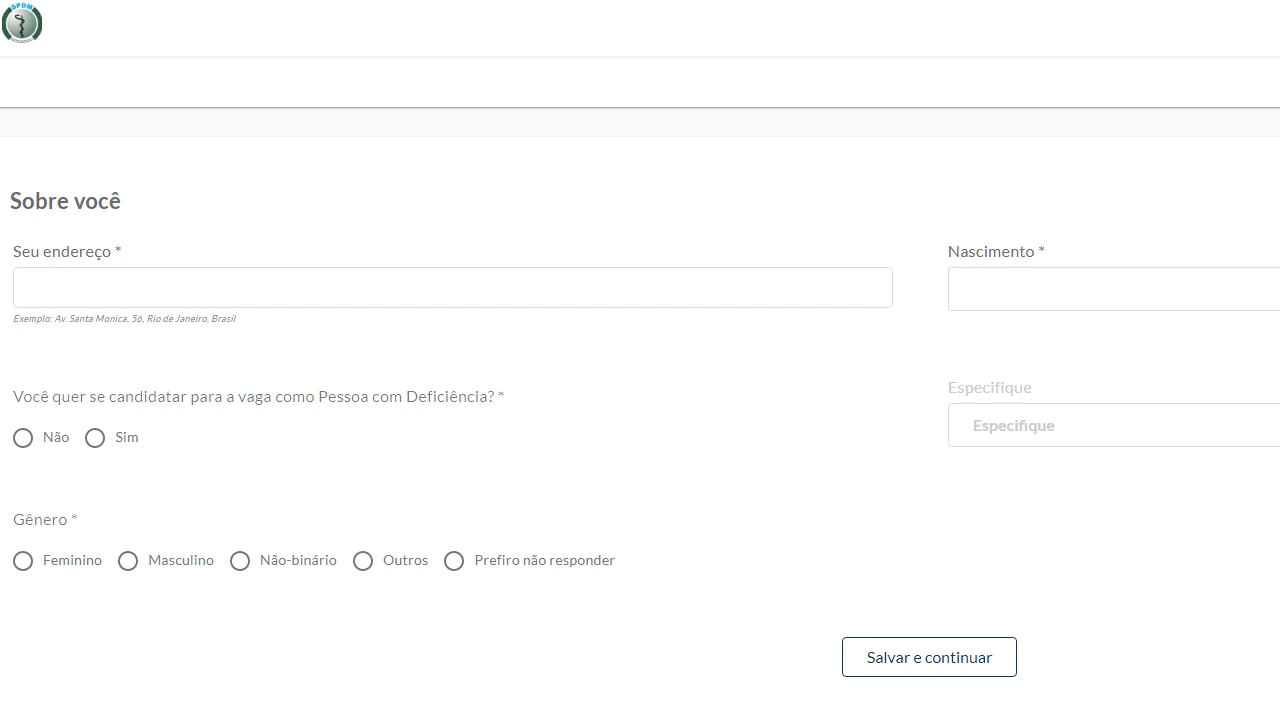 SPDM
Sobre você
Seu endereço *
Nascimento *
Exemplo: Av. Santa Monica, 56, Rio de Janeiro, Brasil
Você quer se candidatar para a vaga como Pessoa com Deficiência? *
Não Sim
Especifique
Especifique
Gênero *
Feminino Masculino Não-binário Outros Prefiro não responder
Salvar e continuar